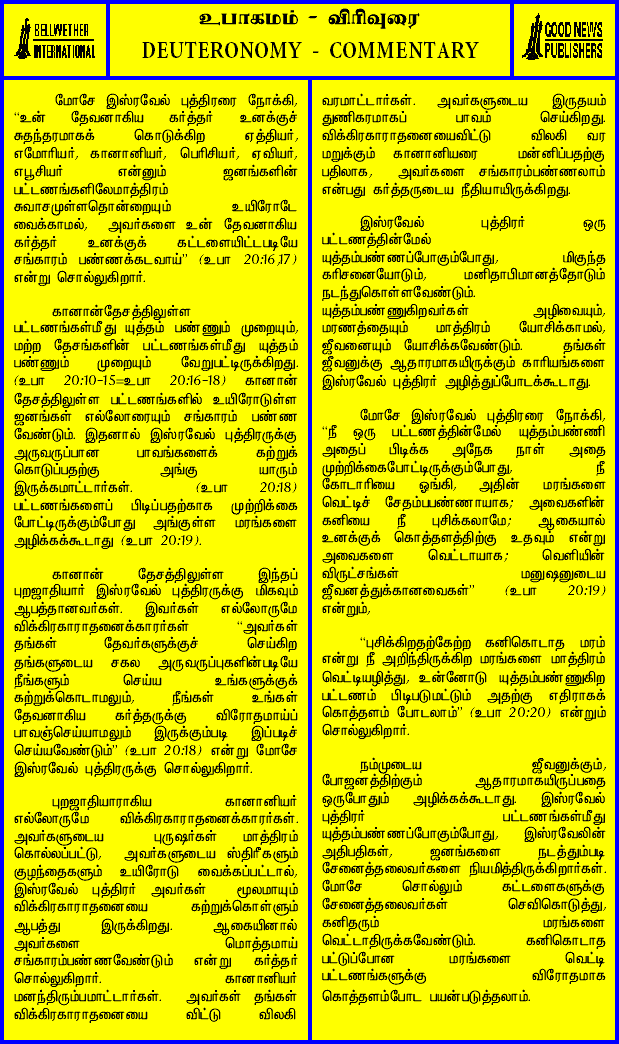 BELLWETHER
INTERNATIONAL
உபாகமம் - விரிவுரை
DEUTERONOMY - COMMENTARY
GOOD NEWS
PUBLISHERS
மோசே இஸ்ரவேல் புத்திரரை நோக்கி,
“உன் தேவனாகிய கர்த்தர் உனக்குச்
சுதந்தரமாகக் கொடுக்கிற ஏத்தியர்,
எமோரியர், கானானியர், பெரிசியர், ஏவியர்,
எபூசியர் என்னும் ஜனங்களின்
பட்டணங்களிலேமாத்திரம்
சுவாசமுள்ளதொன்றையும் உயிரோடே
வைக்காமல், அவர்களை உன் தேவனாகிய
கர்த்தர் உனக்குக் கட்டளையிட்டபடியே
சங்காரம் பண்ணக்கடவாய்” (உபா 20:16,17)
என்று சொல்லுகிறார்.
கானான்தேசத்திலுள்ள
பட்டணங்கள்மீது யுத்தம் பண்ணும் முறையும்,
மற்ற தேசங்களின் பட்டணங்கள்மீது யுத்தம்
பண்ணும் முறையும் வேறுபட்டிருக்கிறது.
(உபா 20:10-15=உபா 20:16-18) கானான்
தேசத்திலுள்ள பட்டணங்களில் உயிரோடுள்ள
ஜனங்கள் எல்லோரையும் சங்காரம் பண்ண
வேண்டும். இதனால் இஸ்ரவேல் புத்திரருக்கு
அருவருப்பான பாவங்களைக் கற்றுக்
கொடுப்பதற்கு அங்கு யாரும்
இருக்கமாட்டார்கள். (உபா 20:18)
பட்டணங்களைப் பிடிப்பதற்காக முற்றிக்கை
போட்டிருக்கும்போது அங்குள்ள மரங்களை
அழிக்கக்கூடாது (உபா 20:19).
கானான் தேசத்திலுள்ள இந்தப்
புறஜாதியார் இஸ்ரவேல் புத்திரருக்கு மிகவும்
ஆபத்தானவர்கள். இவர்கள் எல்லோருமே
விக்கிரகாராதனைக்காரர்கள் “அவர்கள்
தங்கள் தேவர்களுக்குச் செய்கிற
தங்களுடைய சகல அருவருப்புகளின்படியே
நீங்களும் செய்ய உங்களுக்குக்
கற்றுக்கொடாமலும், நீங்கள் உங்கள்
தேவனாகிய கர்த்தருக்கு விரோதமாய்ப்
பாவஞ்செய்யாமலும் இருக்கும்படி இப்படிச்
செய்யவேண்டும்” (உபா 20:18) என்று மோசே
இஸ்ரவேல் புத்திரருக்கு சொல்லுகிறார்.
புறஜாதியாராகிய கானானியர்
எல்லோருமே விக்கிரகாராதனைக்காரர்கள்.
அவர்களுடைய புருஷர்கள் மாத்திரம்
கொல்லப்பட்டு, அவர்களுடைய ஸ்திரீகளும்
குழந்தைகளும் உயிரோடு வைக்கப்பட்டால்,
இஸ்ரவேல் புத்திரர் அவர்கள் மூலமாயும்
விக்கிரகாராதனையை கற்றுக்கொள்ளும்
ஆபத்து இருக்கிறது. ஆகையினால்
அவர்களை மொத்தமாய்
சங்காரம்பண்ணவேண்டும் என்று கர்த்தர்
சொல்லுகிறார். கானானியர்
மனந்திரும்பமாட்டார்கள். அவர்கள் தங்கள்
விக்கிரகாராதனையை விட்டு விலகி
வரமாட்டார்கள். அவர்களுடைய இருதயம்
துணிகரமாகப் பாவம் செய்கிறது.
விக்கிரகாராதனையைவிட்டு விலகி வர
மறுக்கும் கானானியரை மன்னிப்பதற்கு
பதிலாக, அவர்களை சங்காரம்பண்ணலாம்
என்பது கர்த்தருடைய நீதியாயிருக்கிறது.
இஸ்ரவேல் புத்திரர் ஒரு
பட்டணத்தின்மேல்
யுத்தம்பண்ணப்போகும்போது, மிகுந்த
கரிசனையோடும், மனிதாபிமானத்தோடும்
நடந்துகொள்ளவேண்டும்.
யுத்தம்பண்ணுகிறவர்கள் அழிவையும்,
மரணத்தையும் மாத்திரம் யோசிக்காமல்,
ஜீவனையும் யோசிக்கவேண்டும். தங்கள்
ஜீவனுக்கு ஆதாரமாகயிருக்கும் காரியங்களை
இஸ்ரவேல் புத்திரர் அழித்துப்போடக்கூடாது.
மோசே இஸ்ரவேல் புத்திரரை நோக்கி,
“நீ ஒரு பட்டணத்தின்மேல் யுத்தம்பண்ணி
அதைப் பிடிக்க அநேக நாள் அதை
முற்றிக்கைபோட்டிருக்கும்போது, நீ
கோடாரியை ஓங்கி, அதின் மரங்களை
வெட்டிச் சேதம்பண்ணாயாக; அவைகளின்
கனியை நீ புசிக்கலாமே; ஆகையால்
உனக்குக் கொத்தளத்திற்கு உதவும் என்று
அவைகளை வெட்டாயாக; வெளியின்
விருட்சங்கள் மனுஷனுடைய
ஜீவனத்துக்கானவைகள்” (உபா 20:19)
என்றும்,
“புசிக்கிறதற்கேற்ற கனிகொடாத மரம்
என்று நீ அறிந்திருக்கிற மரங்களை மாத்திரம்
வெட்டியழித்து, உன்னோடு யுத்தம்பண்ணுகிற
பட்டணம் பிடிபடுமட்டும் அதற்கு எதிராகக்
கொத்தளம் போடலாம்” (உபா 20:20) என்றும்
சொல்லுகிறார்.
நம்முடைய ஜீவனுக்கும்,
போஜனத்திற்கும் ஆதாரமாகயிருப்பதை
ஒருபோதும் அழிக்கக்கூடாது. இஸ்ரவேல்
புத்திரர் பட்டணங்கள்மீது
யுத்தம்பண்ணப்போகும்போது, இஸ்ரவேலின்
அதிபதிகள், ஜனங்களை நடத்தும்படி
சேனைத்தலைவர்களை நியமித்திருக்கிறார்கள்.
மோசே சொல்லும் கட்டளைகளுக்கு
சேனைத்தலைவர்கள் செவிகொடுத்து,
கனிதரும் மரங்களை
வெட்டாதிருக்கவேண்டும். கனிகொடாத
பட்டுப்போன மரங்களை வெட்டி
பட்டணங்களுக்கு விரோதமாக
கொத்தளம்போட பயன்படுத்தலாம்.